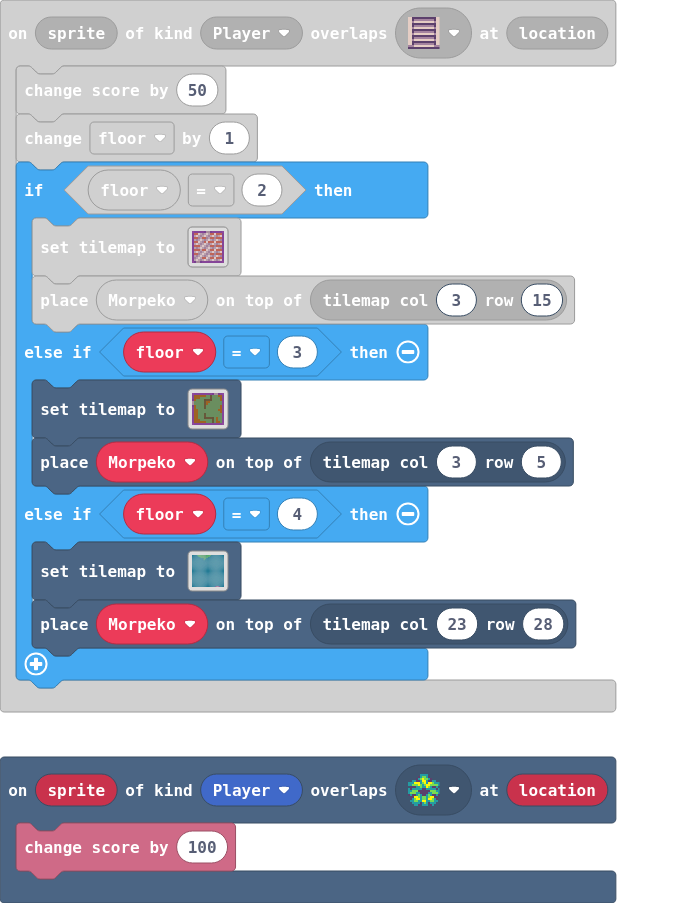 on sprite of kind Player overlaps at location
change score by 50
change floor by 1
if floor = 2 then
set tilemap to
place Morpeko on top of tilemap col 3 row 15
else if floor = 3 then
set tilemap to
place Morpeko on top of tilemap col 3 row 5
else if floor = 4 then
set tilemap to
place Morpeko on top of tilemap col 23 row 28
on sprite of kind Player overlaps at location
change score by 100